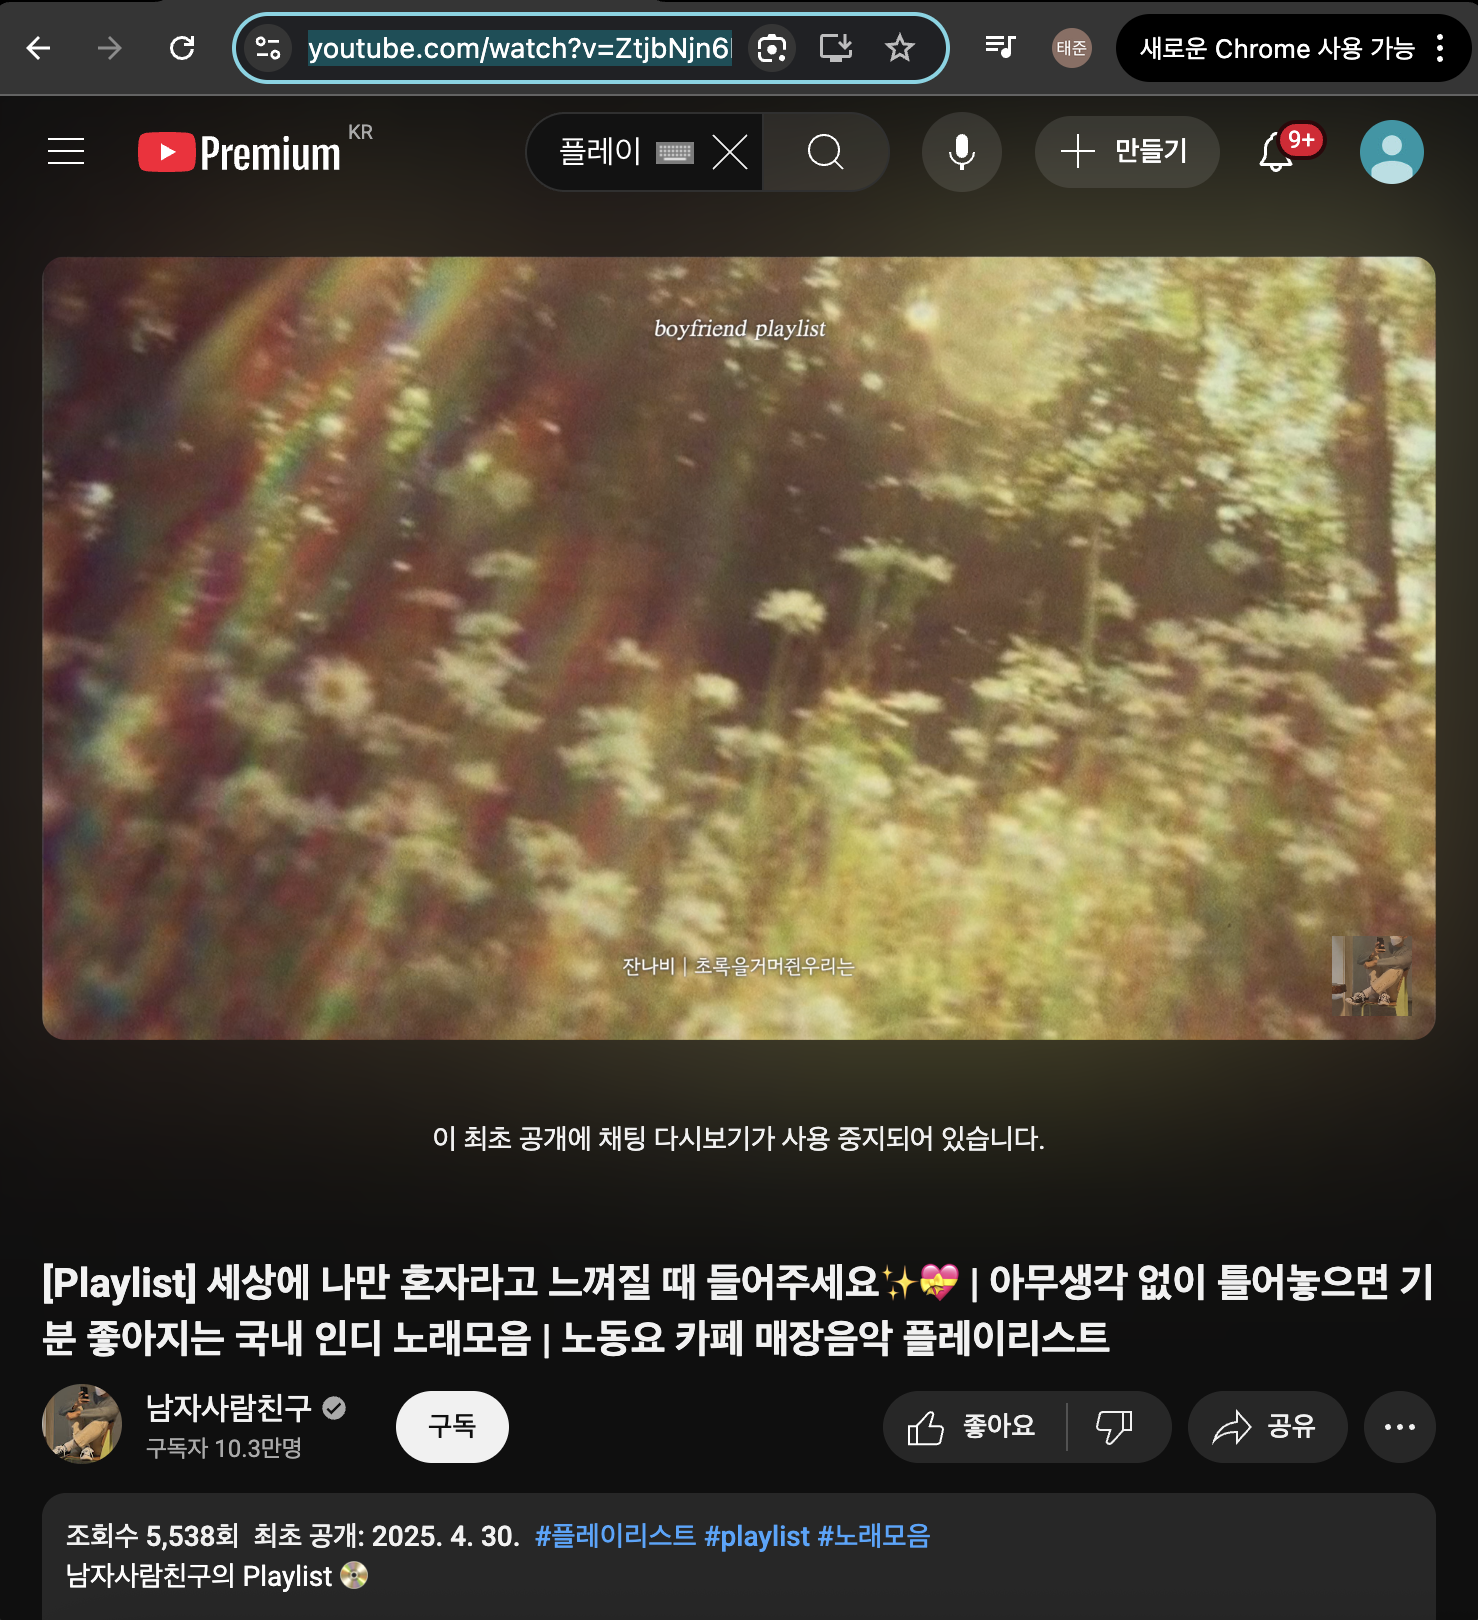 youtube.com/watch?v=ZtjbNjn6
태준
새로운 Chrome 사용 가능
Premium KR
플레이
만들기
9+
boyfriend playlist
잔나비 | 초록을거머쥔우리는
이 최초 공개에 채팅 다시보기가 사용 중지되어 있습니다.
[Playlist] 세상에 나만 혼자라고 느껴질 때 들어주세요✨💝 | 아무생각 없이 틀어놓으면 기
분 좋아지는 국내 인디 노래모음 | 노동요 카페 매장음악 플레이리스트
남자사람친구
구독자 10.3만명
구독
좋아요
공유
조회수 5,538회 최초 공개: 2025. 4. 30. #플레이리스트 #playlist #노래모음
남자사람친구의 Playlist 📀